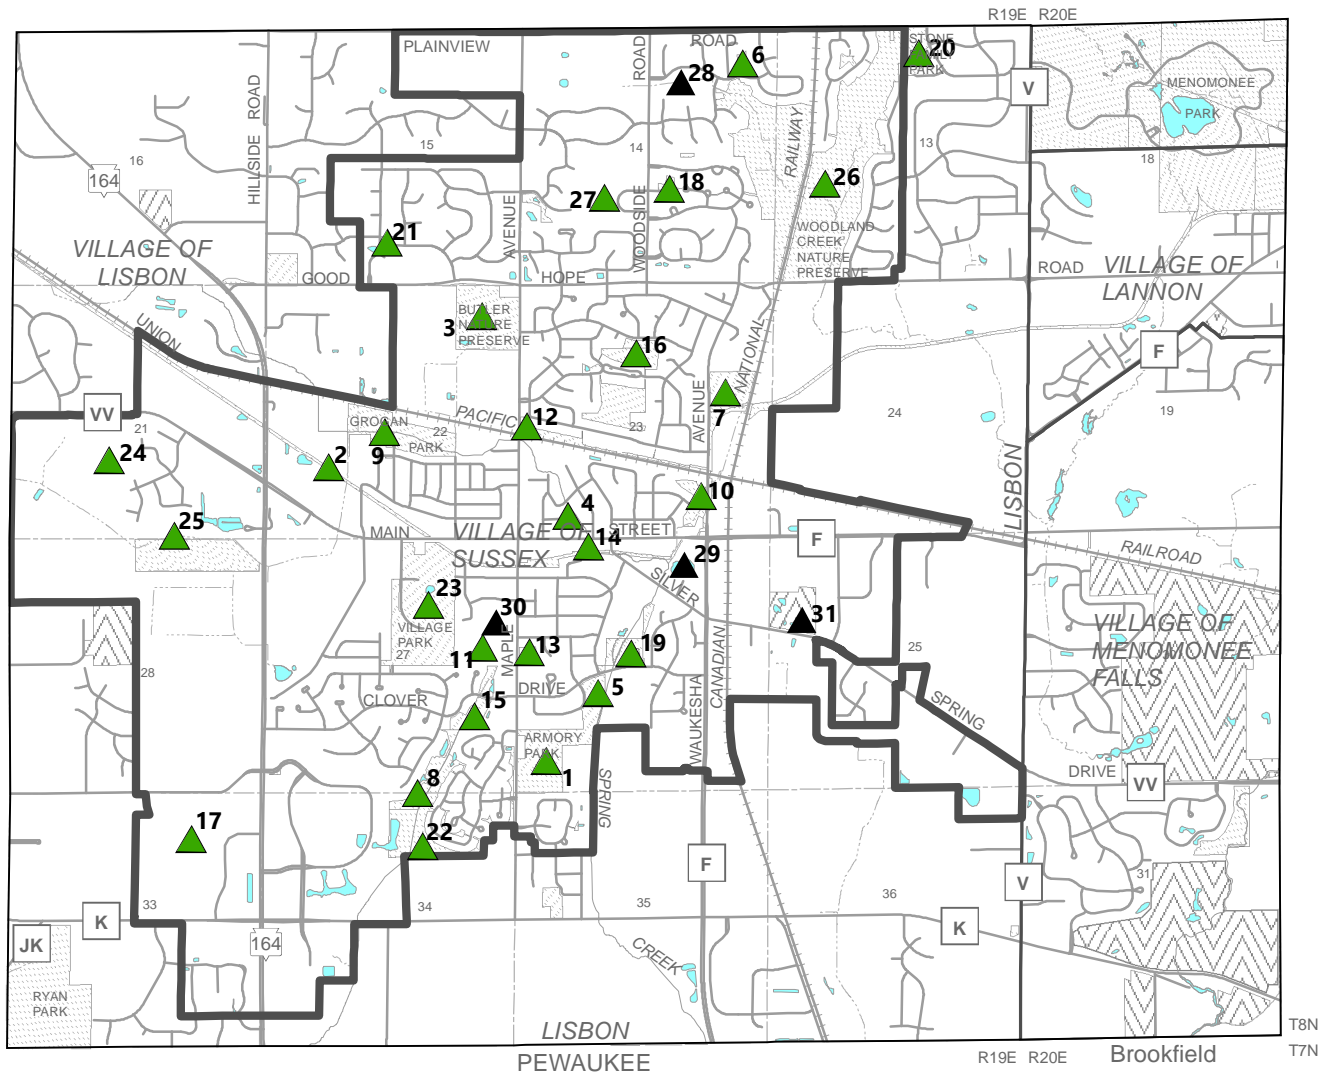 R19E R20E
PLAINVIEW
ROAD
ROAD
6
28
STONE
FAMILY
PARK
20
V
MENOMONEE
PARK
HILLSIDE ROAD
16
15
14
13
18
164
RAILWAY
26
27
18
WOODSIDE
AVENUE
21
VILLAGE OF
LISBON
GOOD
HOPE
WOODLAND
CREEK
NATURE
PRESERVE
ROAD
VILLAGE OF
LANNON
UNION
BUTLER
NATURE
PRESERVE
3
16
NATIONAL
F
VV
21
PACIFIC
GROGAN
PARK
22
9
12
23
AVENUE
7
24
19
24
2
LISBON
25
10
4
MAIN
VILLAGE OF
SUSSEX
STREET
14
F
RAILROAD
29
SILVER
23
30
31
VILLAGE
PARK
27
11
MAPLE
13
19
25
VILLAGE OF
MENOMONEE
FALLS
28
CLOVER
DRIVE
5
15
WAUKESHA
CANADIAN
SPRING
ARMORY
PARK
1
DRIVE
VV
8
SPRING
17
22
F
V
31
33
34
35
36
K
K
JK
164
CREEK
RYAN
PARK
LISBON
PEWAUKEE
R19E R20E
Brookfield
T8N
T7N